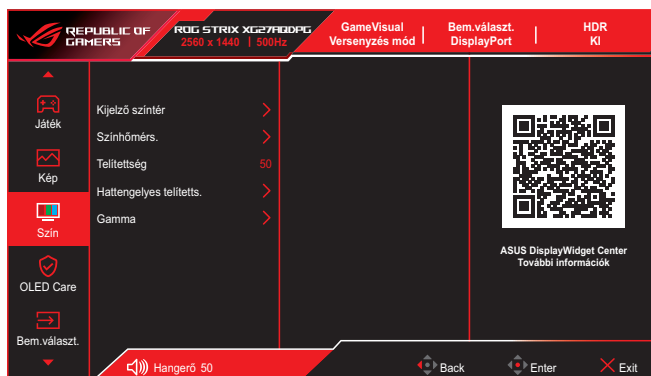 REPUBLIC OF
GAMERS
ROG STRIX XG27AQDPG
2560 x 1440 | 500Hz
GameVisual
Versenyzés mód
Bem.választ.
DisplayPort
HDR
KI
Játék
Kép
Szín
OLED Care
Bem.választ.
Kijelző színtér
Színhőmérs.
Telítettség 50
Hattengelyes telítetts.
Gamma
ASUS DisplayWidget Center
További információk
Hangerő 50
Back
Enter
Exit